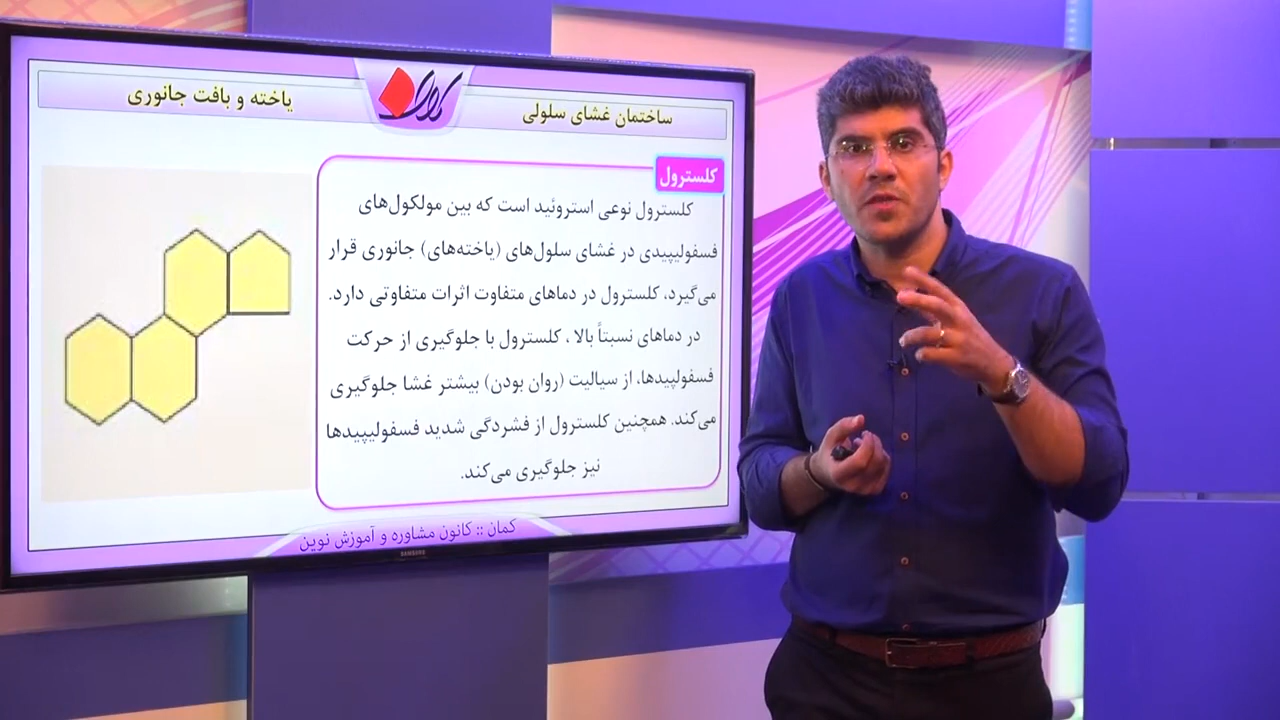 ساختمان غشای سلولی
یاخته و بافت جانوری
کمان
کلسترول
کلسترول نوعی استروئید است که بین مولکول‌های
فسفولیپیدی در غشای سلول‌های (یاخته‌های) جانوری قرار
می‌گیرد، کلسترول در دماهای متفاوت اثرات متفاوتی دارد.
در دماهای نسبتاً بالا ، کلسترول با جلوگیری از حرکت
فسفولپیدها، از سیالیت (روان بودن) بیشتر غشا جلوگیری
می‌کند. همچنین کلسترول از فشردگی شدید فسفولیپیدها
نیز جلوگیری می‌کند.
کمان :: کانون مشاوره و آموزش نوین
SAMSUNG